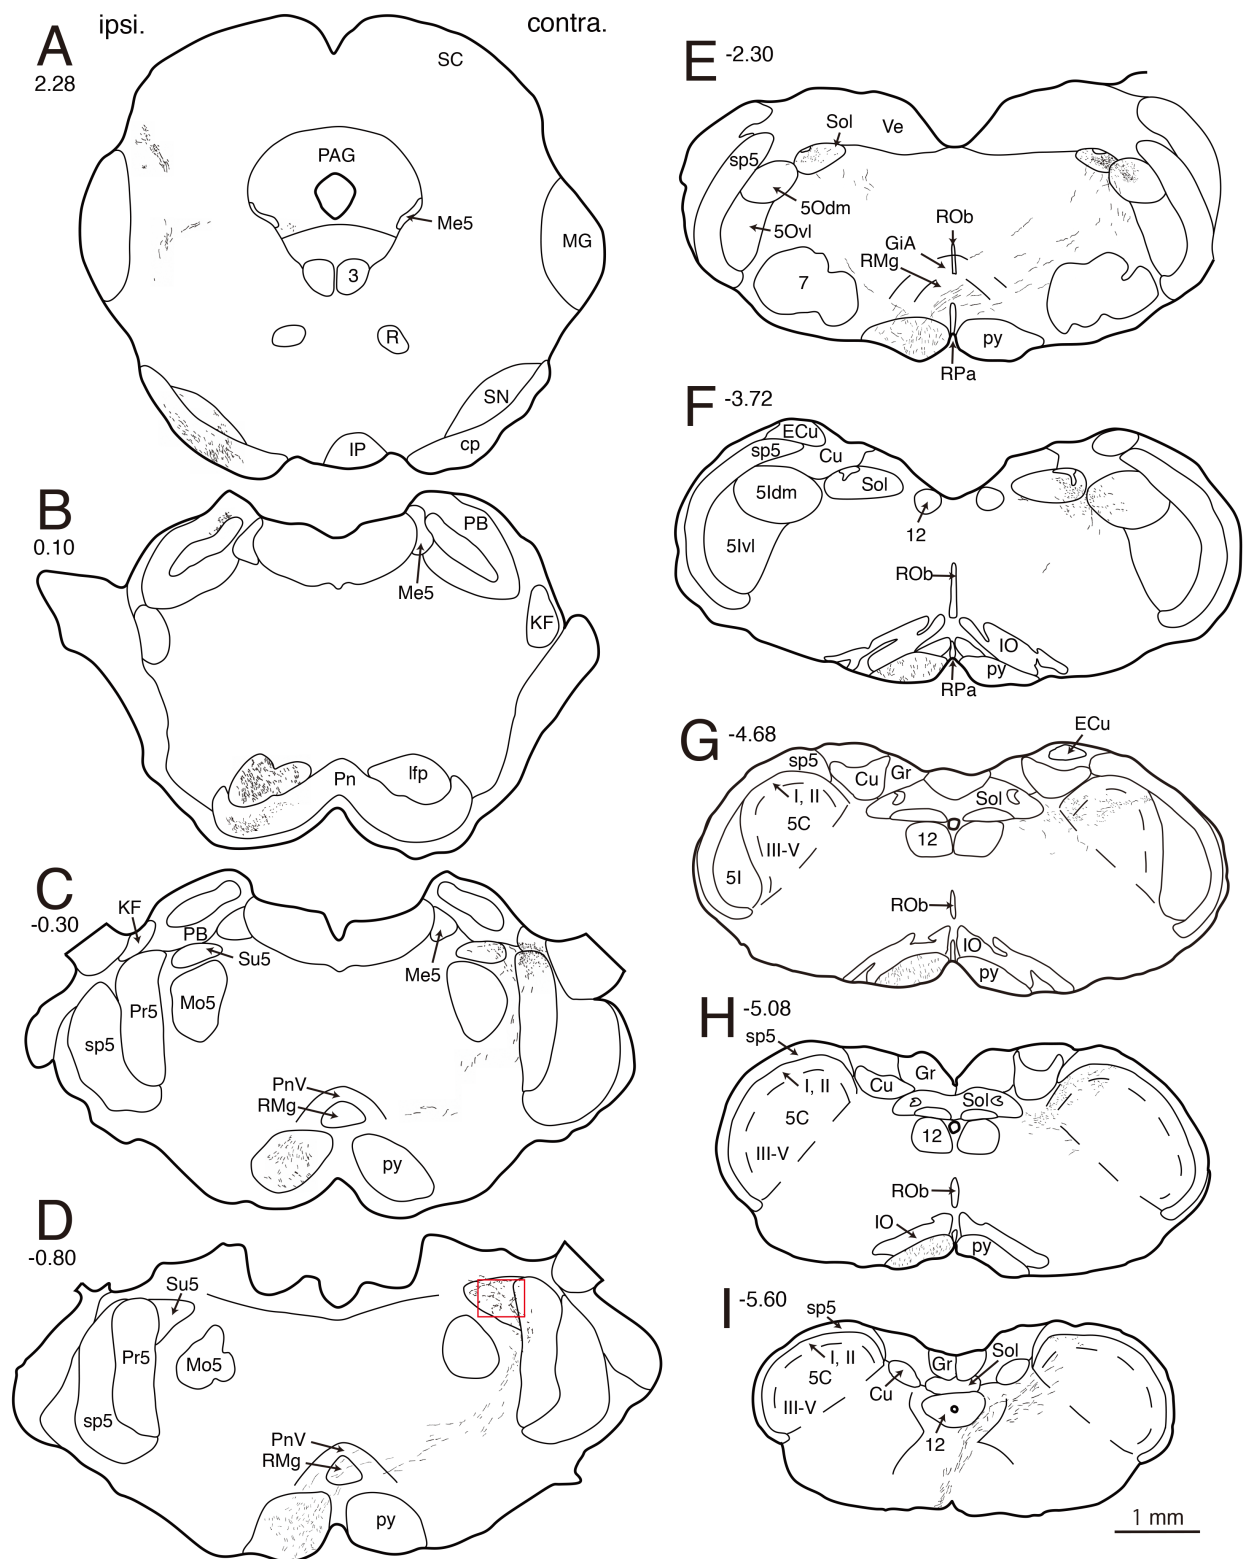 ipsi.
contra.
A
2.28
SC
PAG
Me5
MG
3
R
SN
IP
cp
B
0.10
PB
Me5
KF
Pn
lfp
C
-0.30
KF
PB
Su5
Me5
Mo5
Pr5
sp5
PnV
RMg
py
D
-0.80
Su5
Pr5
Mo5
sp5
PnV
RMg
py
E
-2.30
Sol
Ve
sp5
5Odm
5Ovl
ROb
GiA
RMg
7
py
RPa
F
-3.72
ECu
sp5
Cu
5Idm
Sol
12
5Ivl
ROb
IO
py
RPa
G
-4.68
ECu
sp5
Cu
Gr
I, II
Sol
5C
12
III-V
5I
ROb
IO
py
H
-5.08
sp5
Gr
Cu
I, II
Sol
5C
12
III-V
ROb
IO
py
I
-5.60
sp5
Sol
I, II
Gr
5C
Cu
III-V
12
1 mm